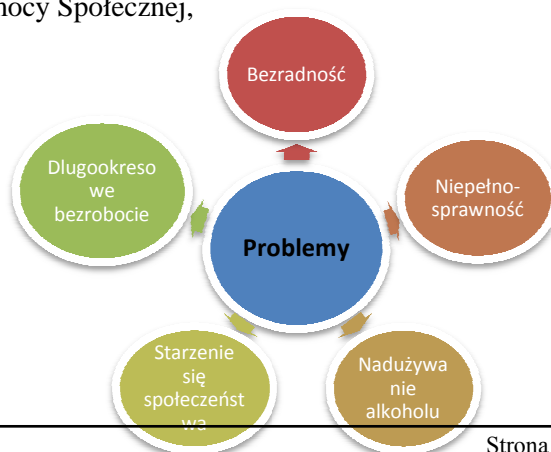 ocy Społecznej,
Bezradność
Niepełno-
sprawność
Nadużywa
nie
alkoholu
Starzenie
się
społeczeńst
wa
Dlugookreso
we
bezrobocie
Problemy
Strona